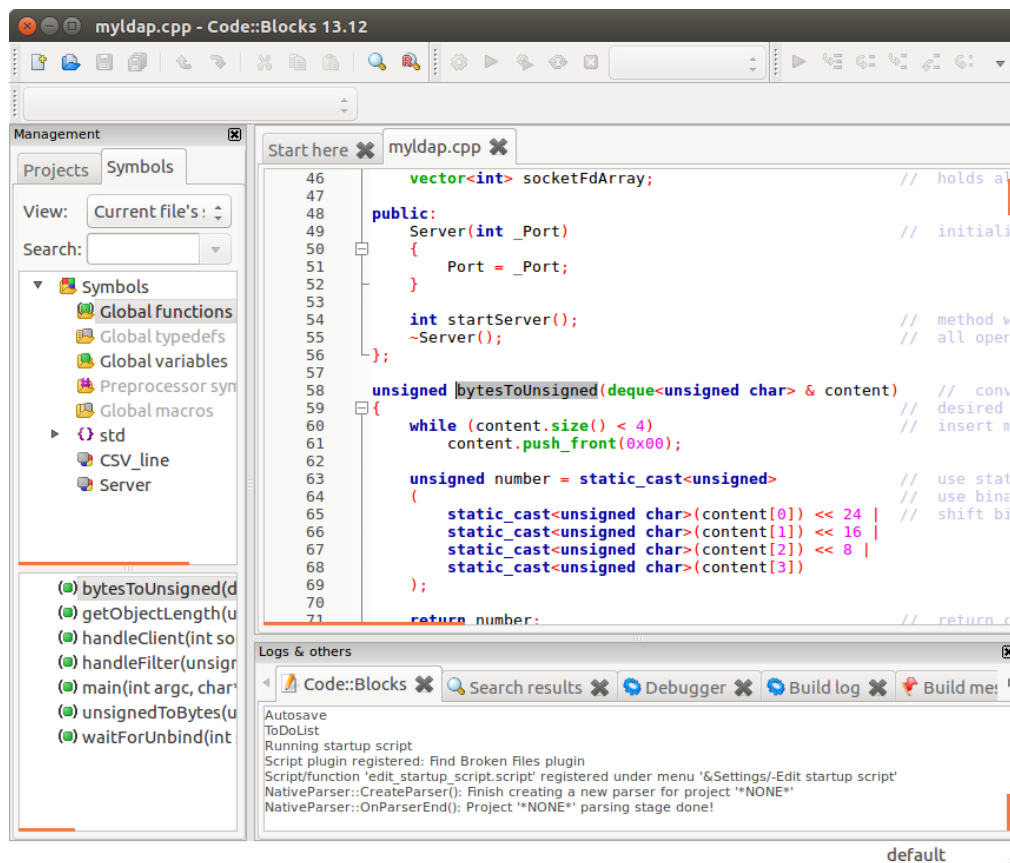 myldap.cpp - Code::Blocks 13.12
Management
Projects Symbols
View: Current file's
Search:
Symbols
Global functions
Global typedefs
Global variables
Preprocessor
Global macros
std
CSV_line
Server
bytesToUnsigned(d
getObjectLength(u
handleClient(int so
handleFilter(unsigr
main(int argc, char
unsignedToBytes(u
waitForUnbind(int
Start here myldap.cpp
46 vector<int> socketFdArray; // holds al
47
48 public:
49 Server(int _Port) // initiali
50 {
51 Port = _Port;
52 }
53
54 int startServer(); // method w
55 ~Server(); // all open
56 };
57
58 unsigned bytesToUnsigned(deque<unsigned char> & content) // conv
59 { // desired
60 while (content.size() < 4) // insert m
61 content.push_front(0x00);
62
63 unsigned number = static_cast<unsigned> // use stat
64 ( // use bina
65 static_cast<unsigned char>(content[0]) << 24 | // shift bi
66 static_cast<unsigned char>(content[1]) << 16 |
67 static_cast<unsigned char>(content[2]) << 8 |
68 static_cast<unsigned char>(content[3])
69 );
70
71 return number; // return c
Logs & others
Code::Blocks Search results Debugger Build log Build mes
Autosave
ToDoList
Running startup script
Script plugin registered: Find Broken Files plugin
Script/function 'edit_startup_script.script' registered under menu '&Settings/-Edit startup script'
NativeParser::CreateParser(): Finish creating a new parser for project '*NONE*'
NativeParser::OnParserEnd(): Project '*NONE*' parsing stage done!
default